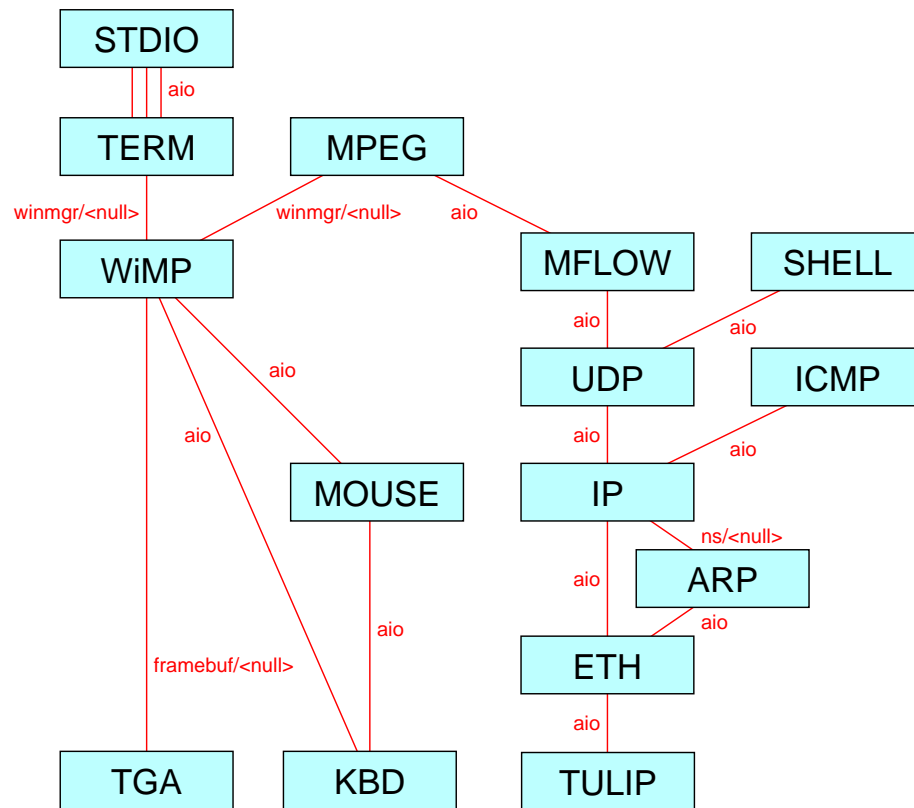 STDIO
aio
TERM
MPEG
winmgr/<null>
winmgr/<null>
aio
WiMP
MFLOW
SHELL
aio
aio
aio
UDP
ICMP
aio
aio
aio
MOUSE
IP
ns/<null>
aio
ARP
aio
aio
framebuf/<null>
ETH
aio
TGA
KBD
TULIP